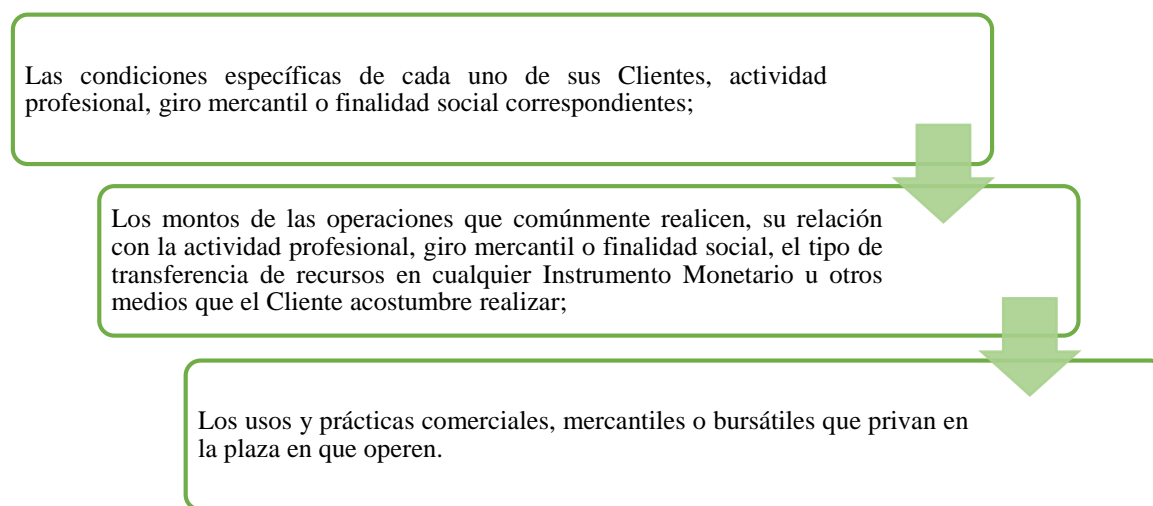 Las condiciones específicas de cada uno de sus Clientes, actividad
profesional, giro mercantil o finalidad social correspondientes;
Los montos de las operaciones que comúnmente realicen, su relación
con la actividad profesional, giro mercantil o finalidad social, el tipo de
transferencia de recursos en cualquier Instrumento Monetario u otros
medios que el Cliente acostumbre realizar;
Los usos y prácticas comerciales, mercantiles o bursátiles que privan en
la plaza en que operen.